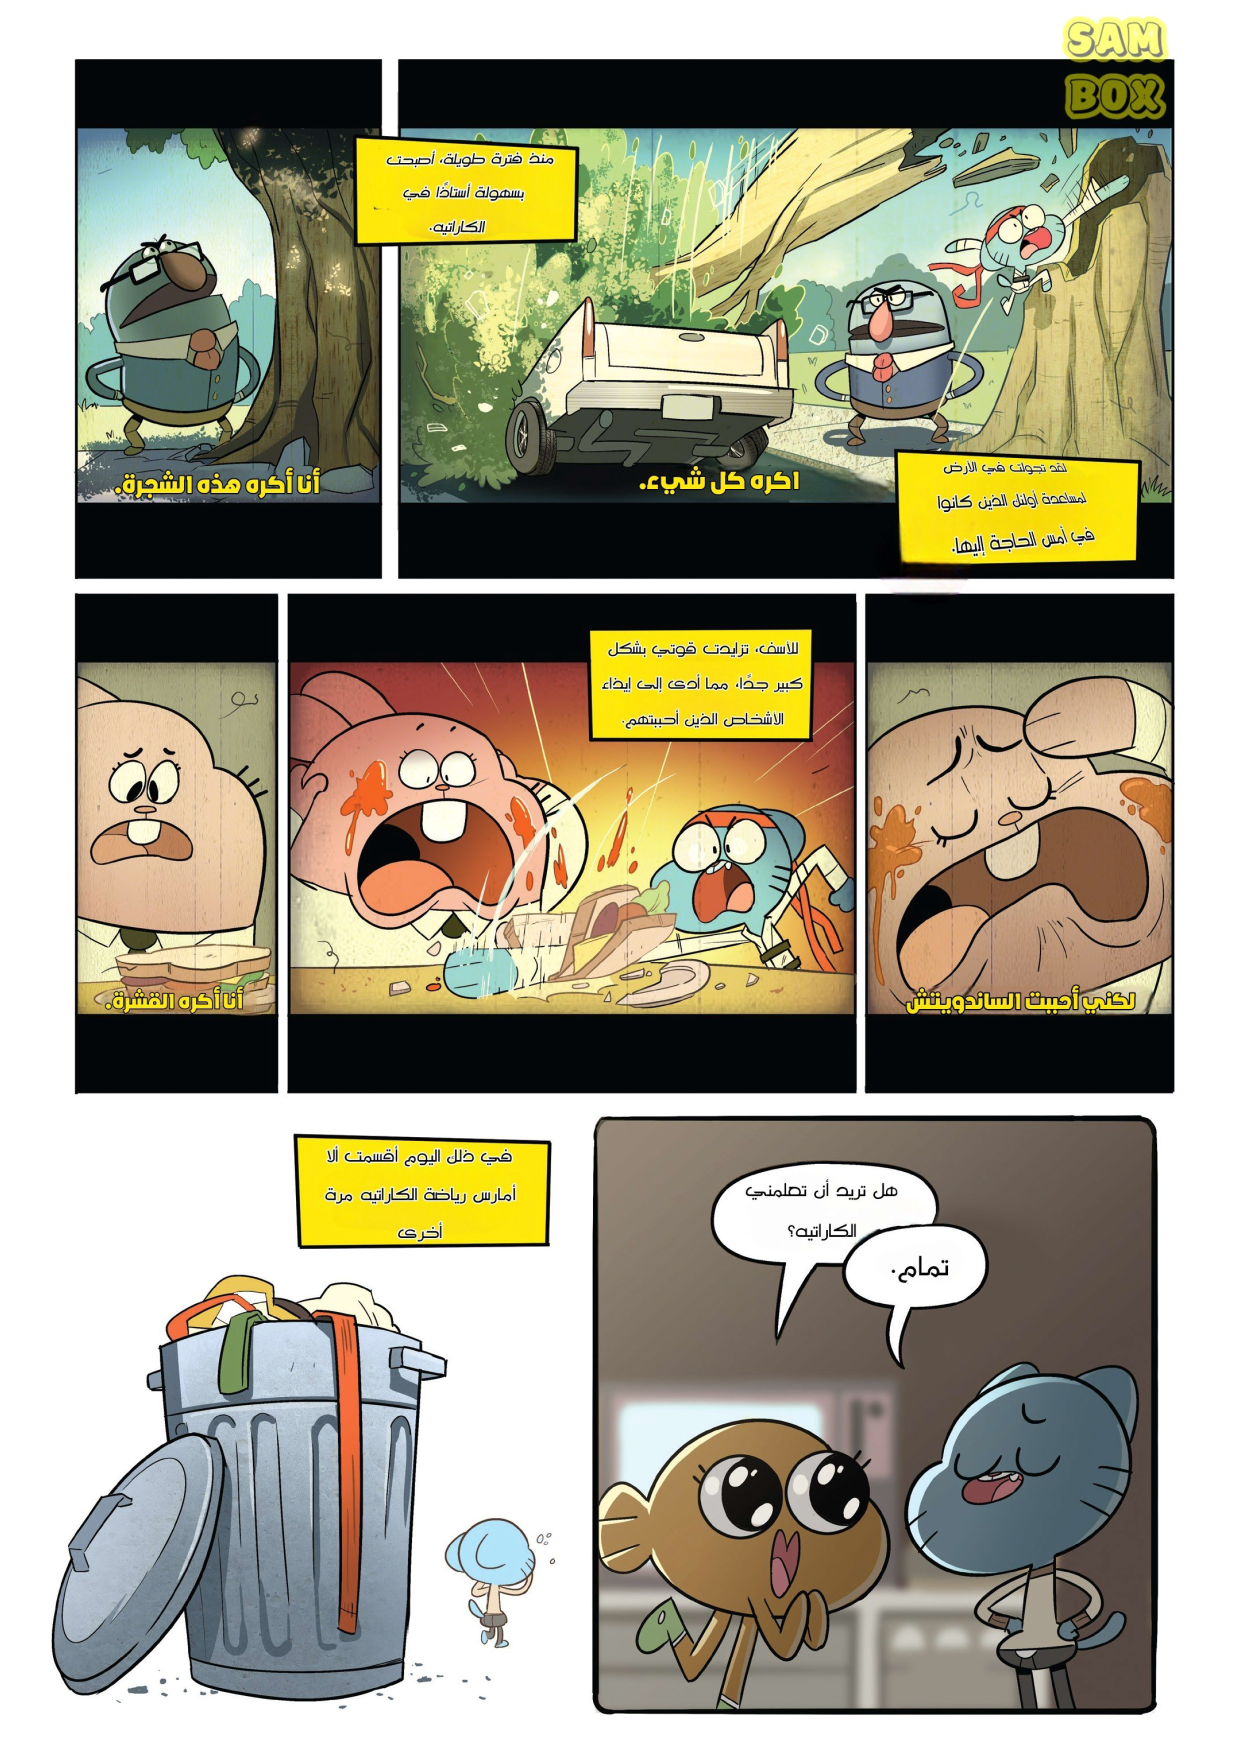 SAM
BOX
منذ فترة طويلة، أصبحت
بسهولة أستاذًا في
الكاراتيه.
أنا أكره هذه الشجرة.
اكره كل شيء.
لقد تجولت في الارض
لمساعدة أولئل الذين كانوا
في أمس الحاجة إليها.
أنا أكره القشرة.
للأسف، تزايدت قوتي بشكل
كبير جدًا، مما أدى إلى إيذاء
الاشخاص الذين أحببتهم.
لكني أحببت الساندويتش
في ذلك اليوم أقسمت ألا
أمارس رياضة الكاراتيه مرة
أخرى
هل تريد أن تعلمني
الكاراتيه؟
تمام.